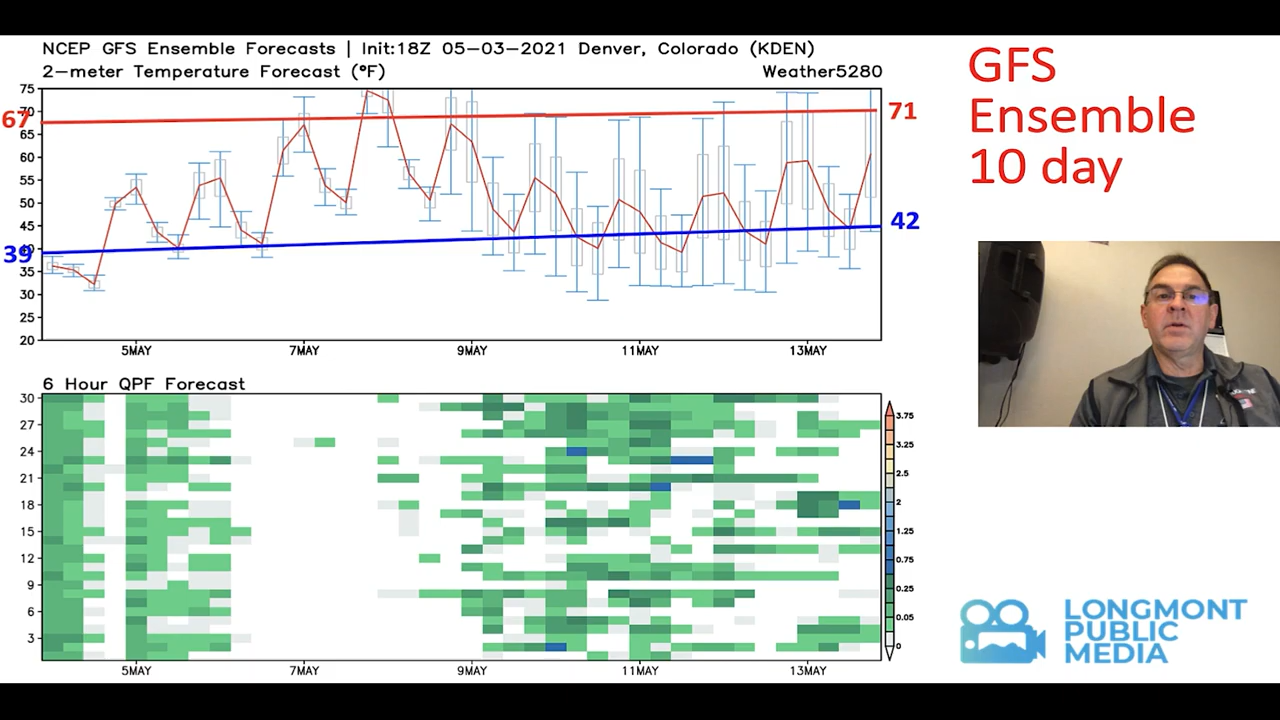 NCEP GFS Ensemble Forecasts | Init:18Z 05-03-2021 Denver, Colorado (KDEN)
2-meter Temperature Forecast (°F)
Weather5280
75
70
65
60
55
50
45
40
35
30
25
20
67
39
71
42
5MAY 7MAY 9MAY 11MAY 13MAY
6 Hour QPF Forecast
30
27
24
21
18
15
12
9
6
3
5MAY 7MAY 9MAY 11MAY 13MAY
3.75
3.25
2.5
2
1.25
0.75
0.25
0.05
0
GFS
Ensemble
10 day
LONGMONT
PUBLIC
MEDIA